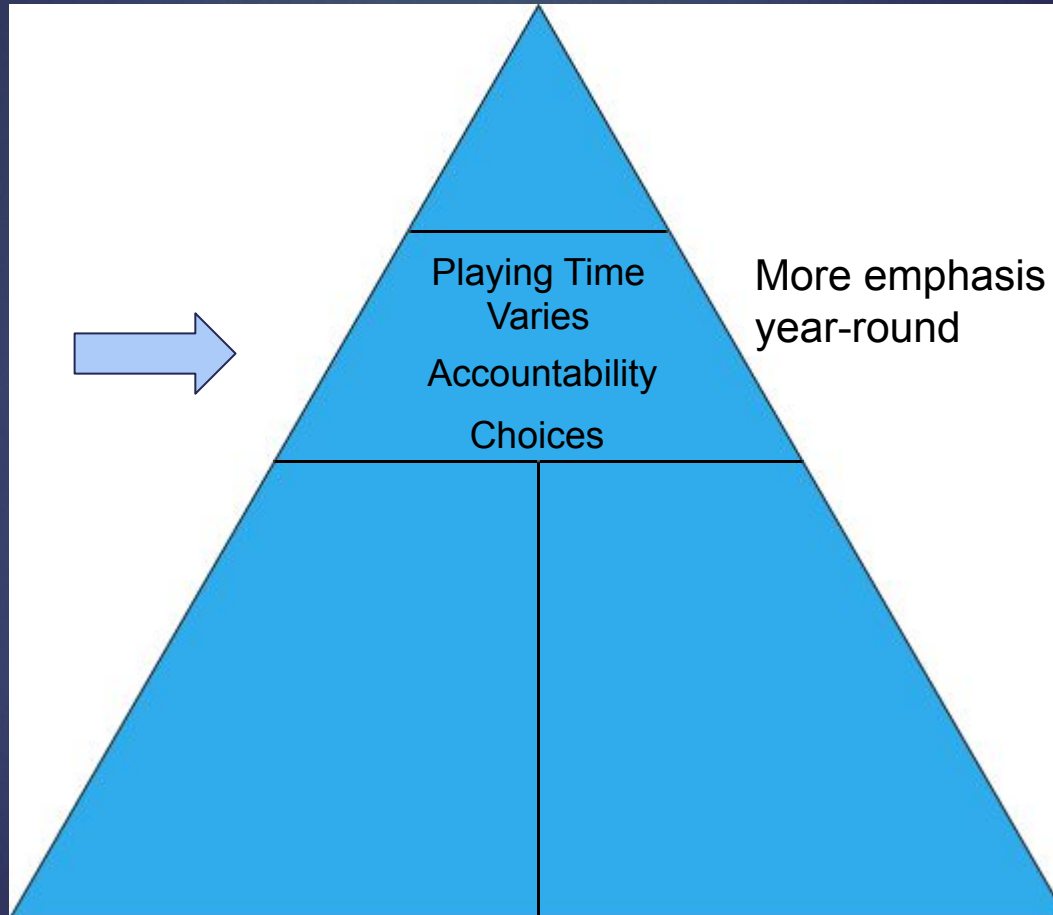 Playing Time
Varies
Accountability
Choices
More emphasis
year-round